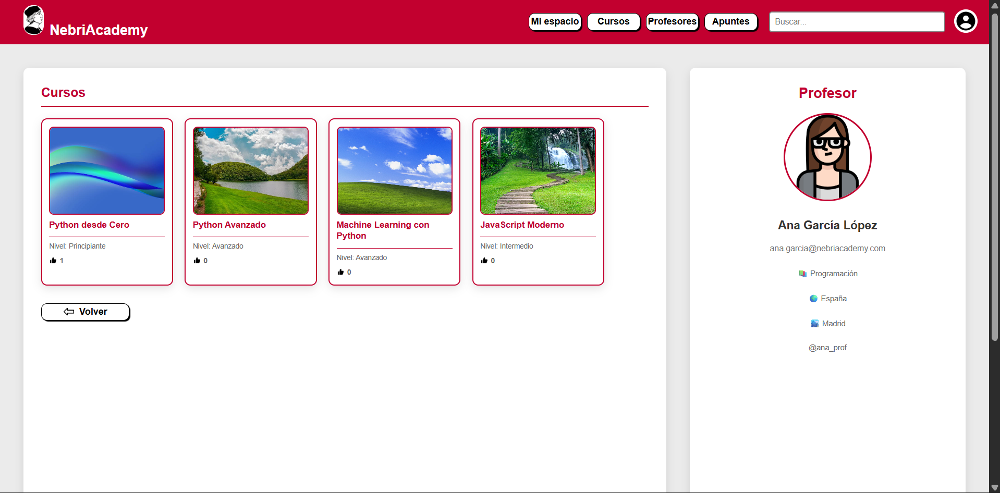 NebriAcademy
Mi espacio
Cursos
Profesores
Apuntes
Buscar...
Cursos
Python desde Cero
Nivel: Principiante
1
Python Avanzado
Nivel: Avanzado
0
Machine Learning con
Python
Nivel: Avanzado
0
JavaScript Moderno
Nivel: Intermedio
0
Volver
Profesor
Ana García López
ana.garcia@nebriacademy.com
Programación
España
Madrid
@ana_prof